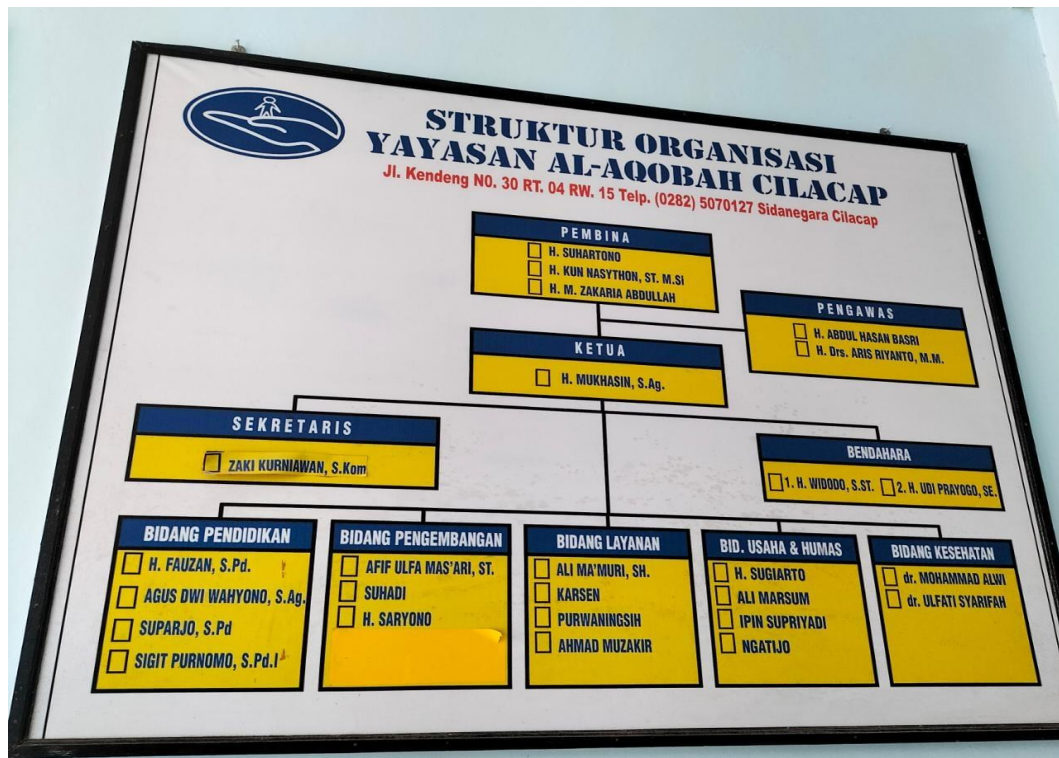 STRUKTUR ORGANISASI
YAYASAN AL-AQOBAH CILACAP
Jl. Kendeng N0. 30 RT. 04 RW. 15 Telp. (0282) 5070127 Sidanegara Cilacap
PEMBINA
H. SUHARTONO
H. KUN NASYTHON, ST. M.Si
H. M. ZAKARIA ABDULLAH
PENGAWAS
H. ABDUL HASAN BASRI
H. Drs. ARIS RIYANTO, M.M.
KETUA
H. MUKHASIN, S.Ag.
SEKRETARIS
ZAKI KURNIAWAN, S.Kom
BENDAHARA
1. H. WIDODO, S.ST. 2. H. UDI PRAYOGO, SE.
BIDANG PENDIDIKAN
H. FAUZAN, S.Pd.
AGUS DWI WAHYONO, S.Ag.
SUPARJO, S.Pd
SIGIT PURNOMO, S.Pd.I
BIDANG PENGEMBANGAN
AFIF ULFA MAS'ARI, ST.
SUHADI
H. SARYONO
BIDANG LAYANAN
ALI MA'MURI, SH.
KARSEN
PURWANINGSIH
AHMAD MUZAKIR
BID. USAHA & HUMAS
H. SUGIARTO
ALI MARSUM
IPIN SUPRIYADI
NGATIJO
BIDANG KESEHATAN
dr. MOHAMMAD ALWI
dr. ULFATI SYARIFAH